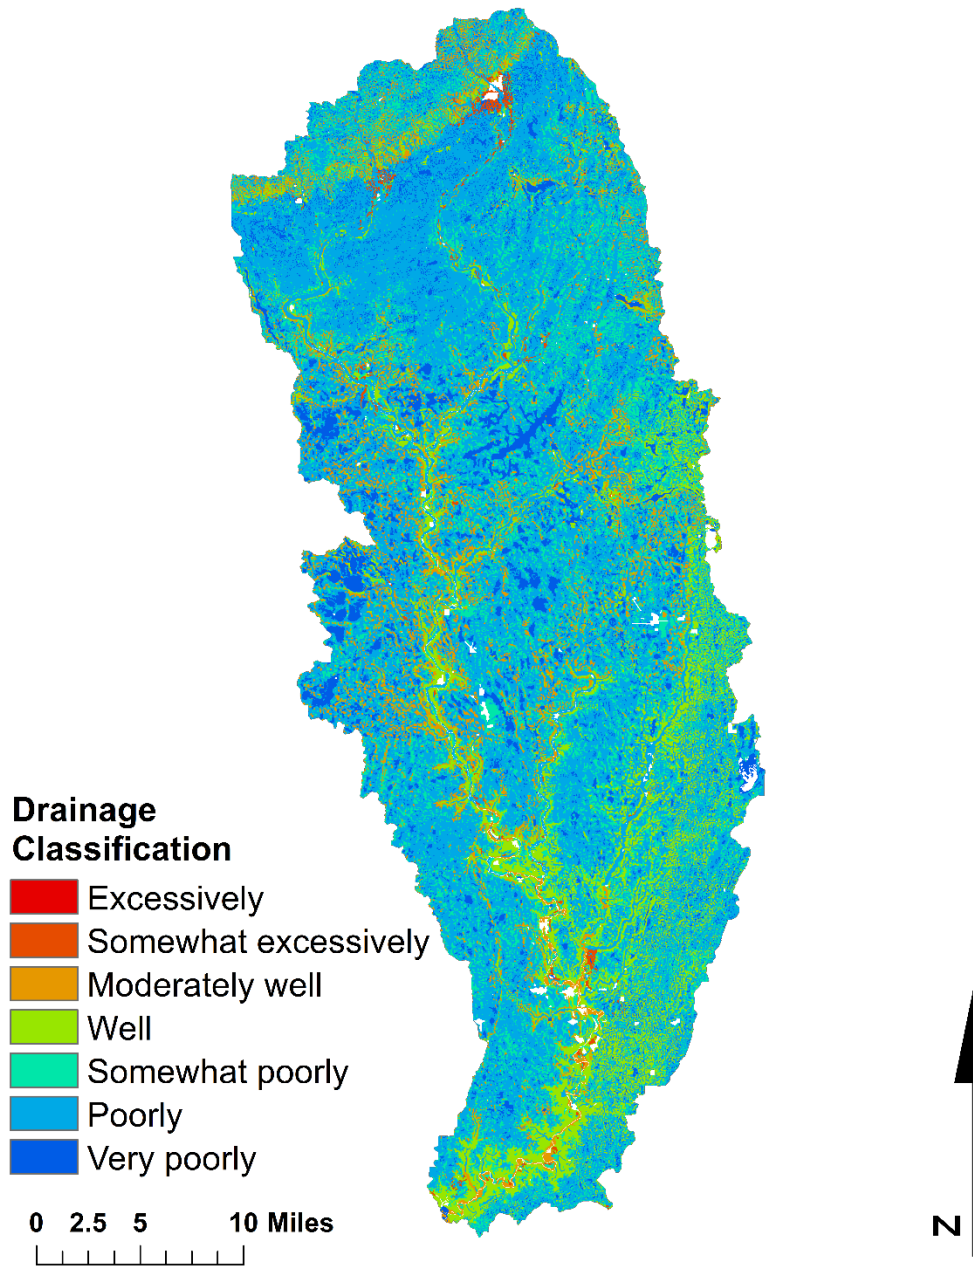 Drainage
Classification
Excessively
Somewhat excessively
Moderately well
Well
Somewhat poorly
Poorly
Very poorly
0 2.5 5 10 Miles
N